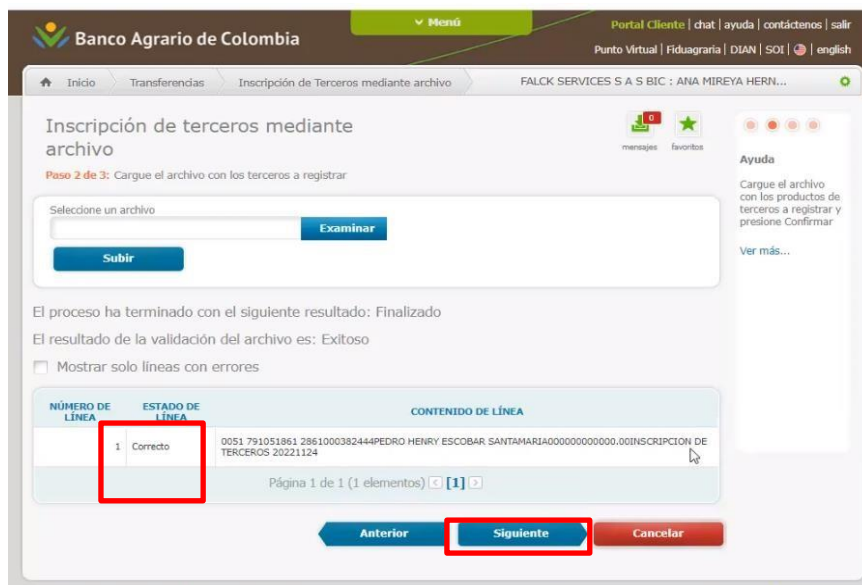 Menú
Portal Cliente | chat | ayuda | contáctenos | salir
Banco Agrario de Colombia
Punto Virtual | Fiduagraria | DIAN | SOI | english
Inicio Transferencias Inscripción de Terceros mediante archivo FALCK SERVICES S A S BIC : ANA MIREYA HERN...
Inscripción de terceros mediante
archivo
0
mensajes favoritos
Paso 2 de 3: Cargue el archivo con los terceros a registrar
Ayuda
Cargue el archivo
con los productos de
terceros a registrar y
presione Confirmar
Ver más...
Seleccione un archivo
Examinar
Subir
El proceso ha terminado con el siguiente resultado: Finalizado
El resultado de la validación del archivo es: Exitoso
Mostrar solo líneas con errores
NÚMERO DE LÍNEA ESTADO DE LÍNEA CONTENIDO DE LÍNEA
1 Correcto 0051 791051861 2861000382444PEDRO HENRY ESCOBAR SANTAMARIA000000000000.00INSCRIPCION DE
TERCEROS 20221124
Página 1 de 1 (1 elementos) < [1] >
Anterior Siguiente Cancelar